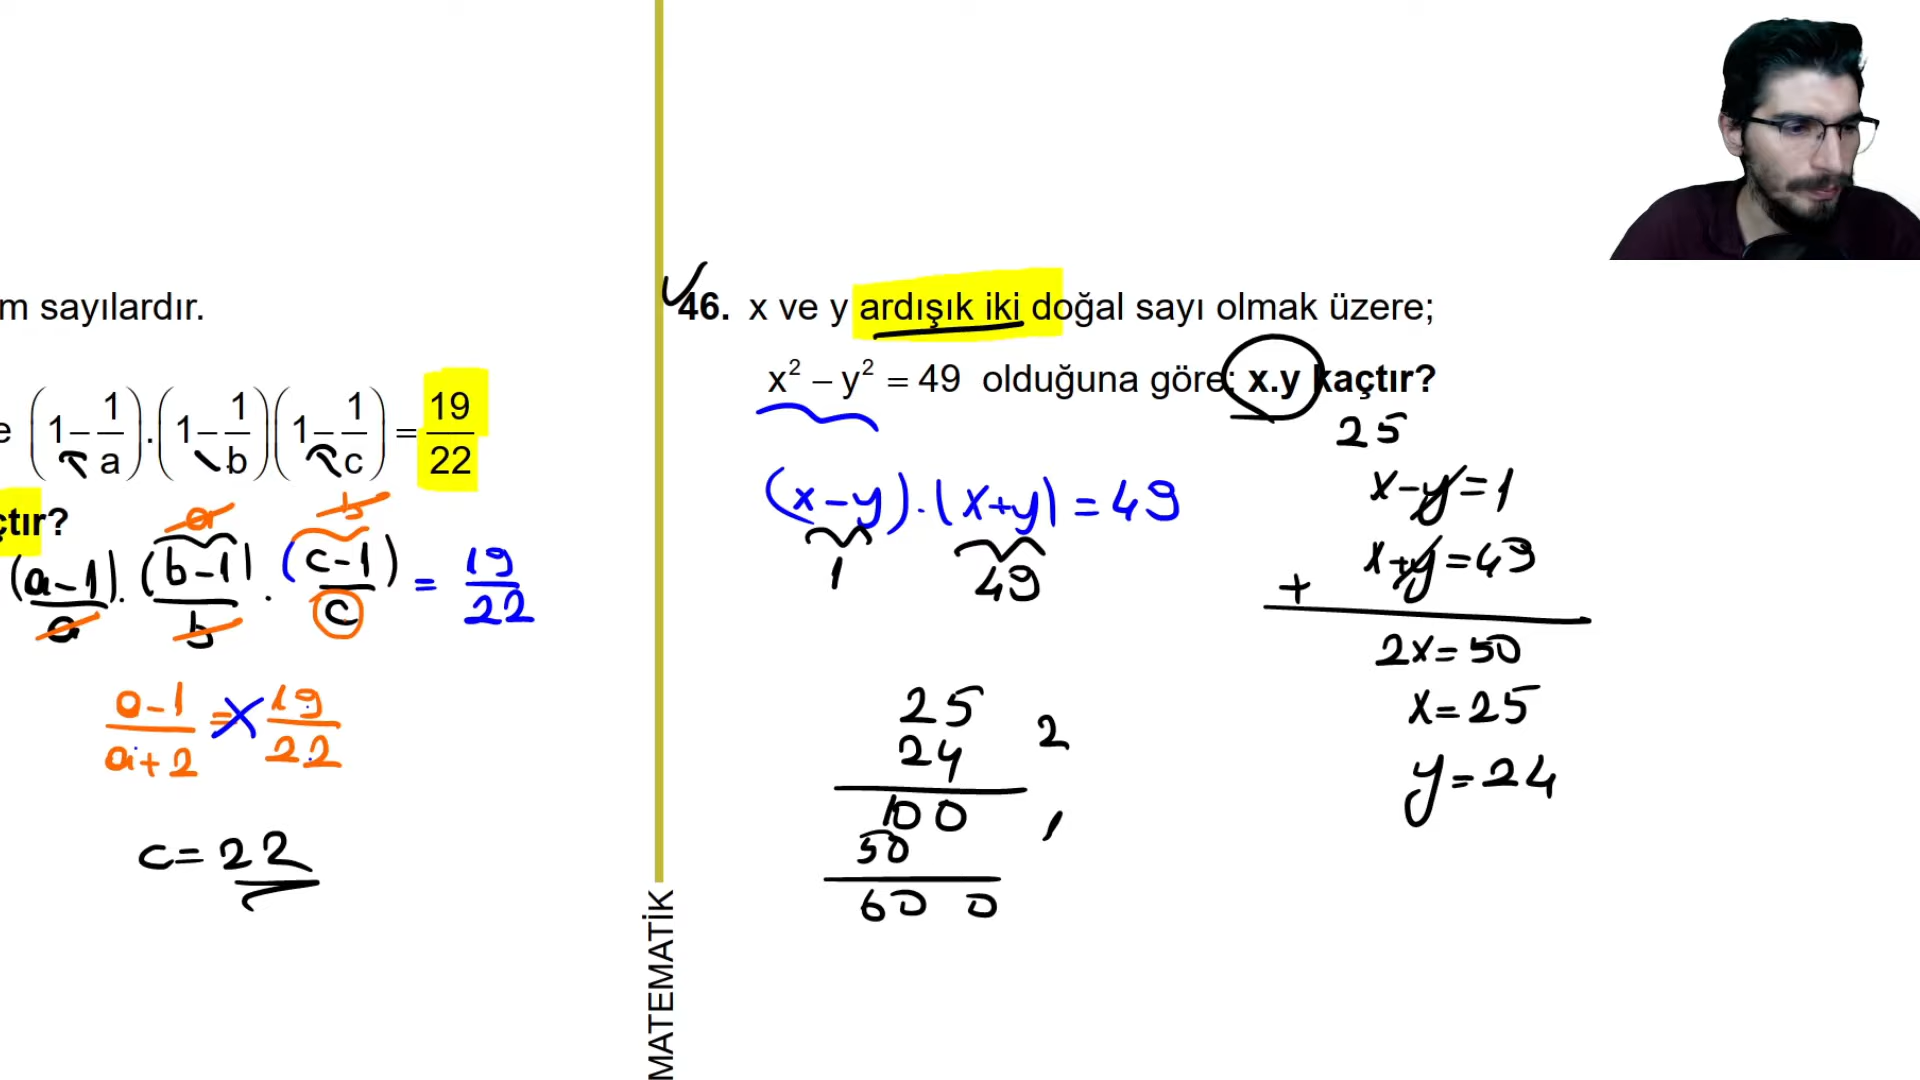 m sayılardır.
e (1 - 1/a) . (1 - 1/b) (1 - 1/c) = 19/22
çtır?
a b
(a-1)/a . (b-1)/b . (c-1)/c = 19/22
a-1/a+2 = 19/22
c = 22
MATEMATİK
46. x ve y ardışık iki doğal sayı olmak üzere;
x² – y² = 49 olduğuna göre; x.y kaçtır?
(x-y).(x+y) = 49
1 49
25
24 2
100
50
600
25
x-y=1
+ x+y=49
2x=50
x=25
y=24